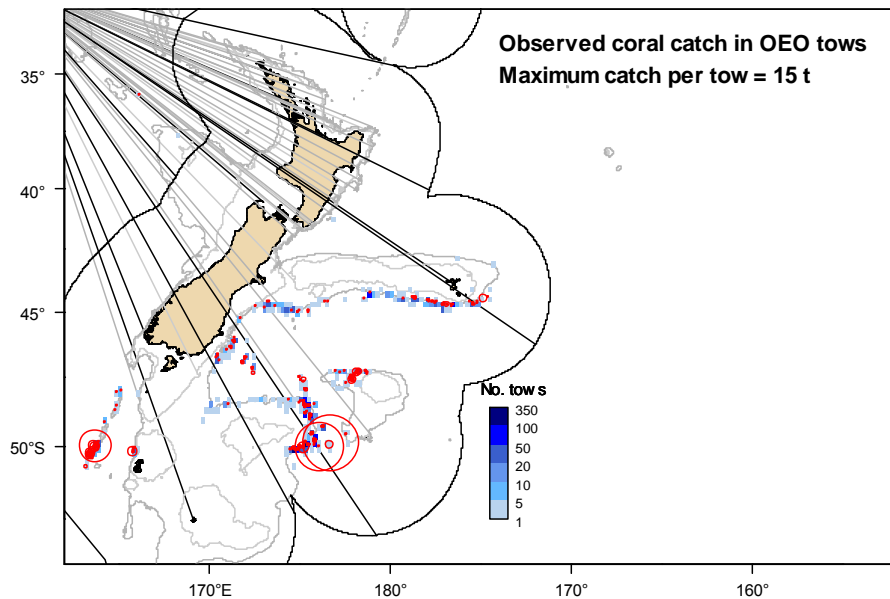 Observed coral catch in OEO tows
Maximum catch per tow = 15 t
35°
40°
45°
50°S
No. tows
350
100
50
20
10
5
1
170°E
180°
170°
160°